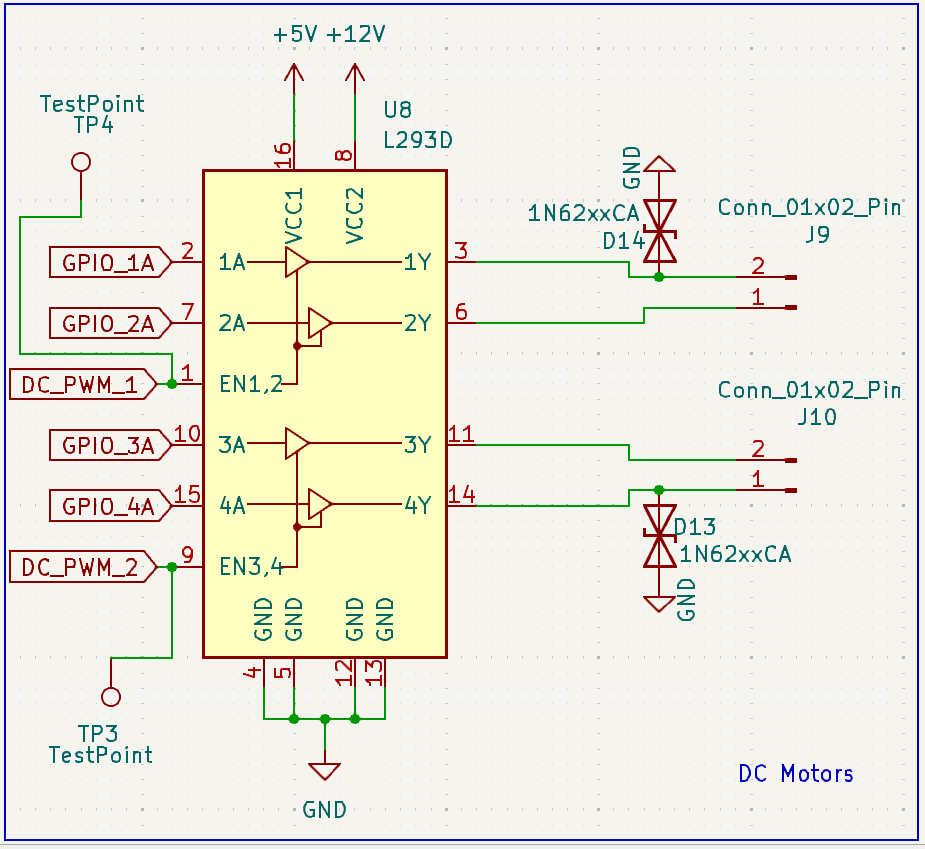 +5V +12V
TestPoint
TP4
U8
L293D
16
8
VCC1
VCC2
GND
1N62xxCA
D14
Conn_01x02_Pin
J9
GPIO_1A
2
1A
1Y
3
2
1
GPIO_2A
7
2A
2Y
6
DC_PWM_1
1
EN1,2
Conn_01x02_Pin
J10
GPIO_3A
10
3A
3Y
11
2
1
GPIO_4A
15
4A
4Y
14
D13
1N62xxCA
GND
DC_PWM_2
9
EN3,4
GND
GND
GND
GND
4
5
12
13
TP3
TestPoint
GND
DC Motors